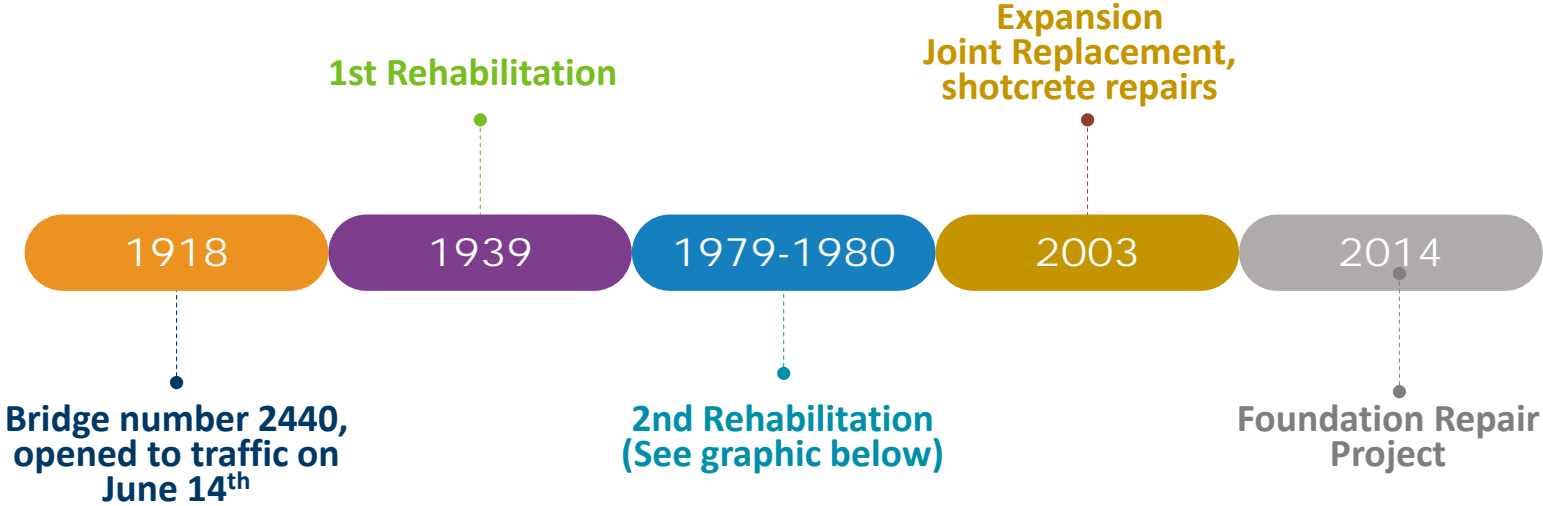 Expansion
Joint Replacement,
shotcrete repairs
1st Rehabilitation
1918
1939
1979-1980
2003
2014
Bridge number 2440,
opened to traffic on
June 14th
2nd Rehabilitation
(See graphic below)
Foundation Repair
Project